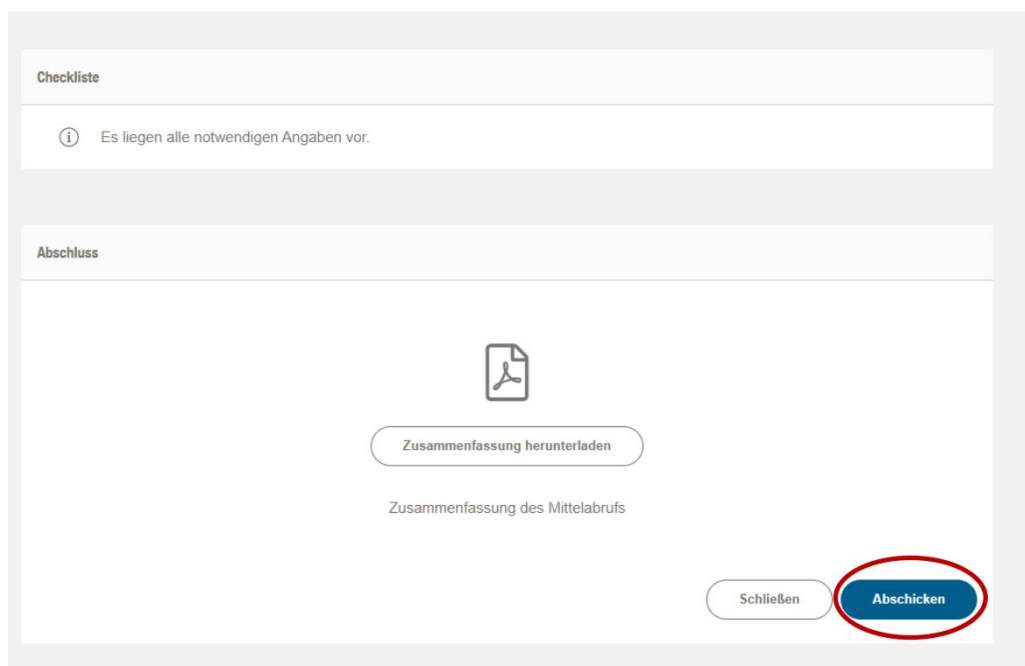 Checkliste
Es liegen alle notwendigen Angaben vor.
Abschluss
Zusammenfassung herunterladen
Zusammenfassung des Mittelabrufs
Schließen
Abschicken